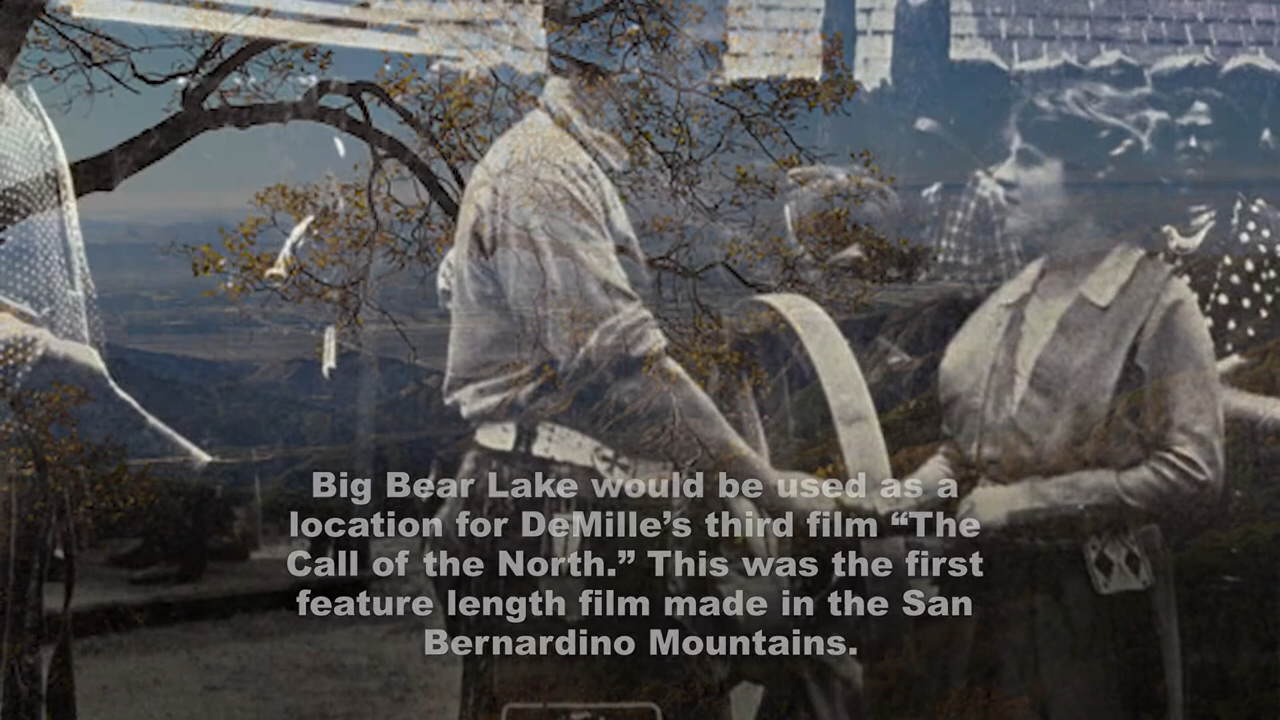 Big Bear Lake would be used as a
location for DeMille’s third film “The
Call of the North.” This was the first
feature length film made in the San
Bernardino Mountains.